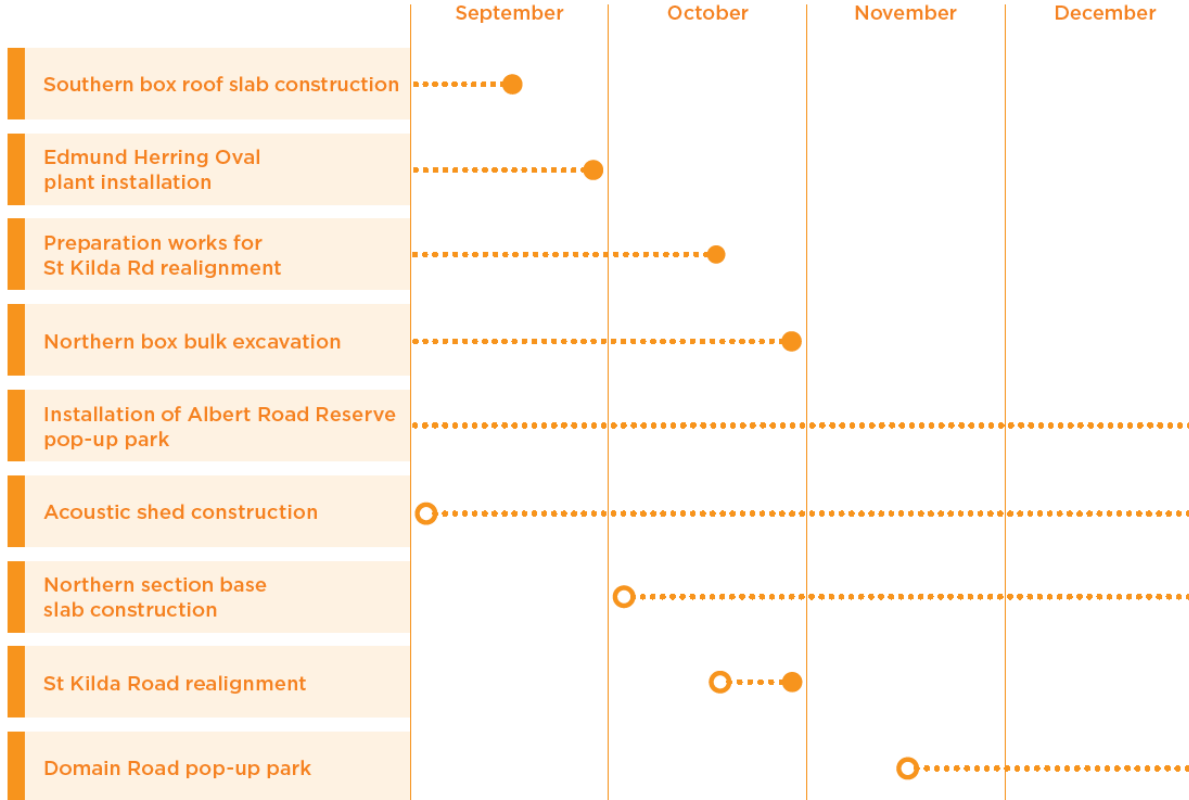 September October November December
Southern box roof slab construction
Edmund Herring Oval
plant installation
Preparation works for
St Kilda Rd realignment
Northern box bulk excavation
Installation of Albert Road Reserve
pop-up park
Acoustic shed construction
Northern section base
slab construction
St Kilda Road realignment
Domain Road pop-up park